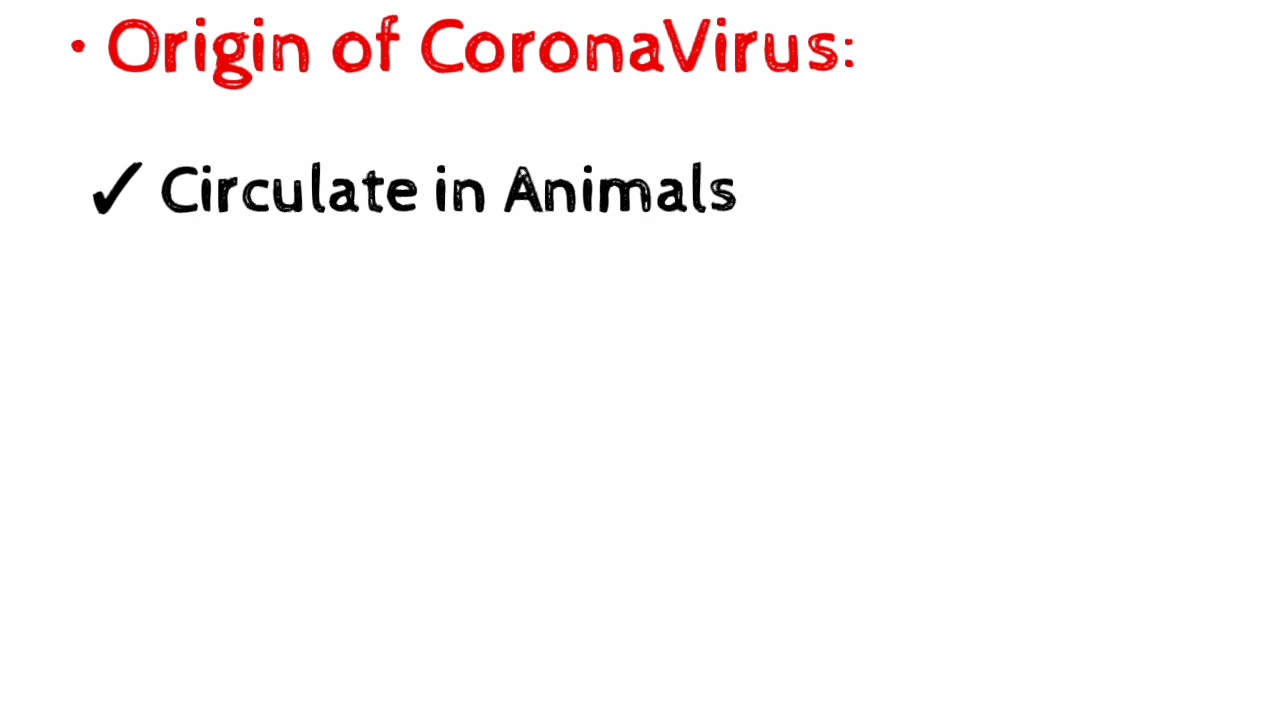 • Origin of CoronaVirus:
✓ Circulate in Animals